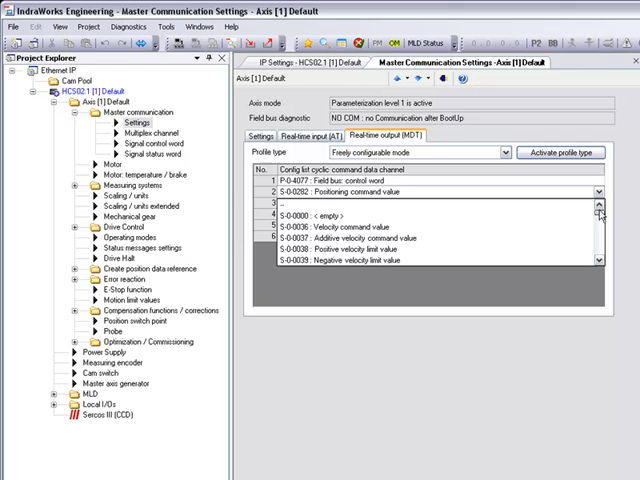 IndraWorks Engineering - Master Communication Settings - Axis [1] Default
File View Project Diagnostics Tools Windows Help
PM OM MLD Status P2 BB
Project Explorer
IP Settings - HCS02.1 [1] Default Master Communication Settings -Axis [1] Default
Axis [1] Default
Ethernet IP
Cam Pool
HCS02.1 [1] Default
Axis [1] Default
Master communication
Settings
Multiplex channel
Signal control word
Signal status word
Motor
Motor: temperature / brake
Measuring systems
Scaling / units
Scaling / units extended
Mechanical gear
Drive Control
Status messages settings
Drive Halt
Create position data reference
Error reaction
E-Stop function
Motion limit values
Compensation functions / corrections
Position switch point
Probe
Optimization / Commissioning
Power Supply
Measuring encoder
Cam switch
Master axis generator
MLD
Local I/Os
Sercos III (CCD)
Axis mode Parameterization level 1 is active
Field bus diagnostic NO COM : no Communication after BootUp
Settings Real-time input (AT) Real-time output (MDT)
Profile type Freely configurable mode Activate profile type
No. Config list cyclic command data channel
1 P-0-4077 : Field bus: control word
2 S-0-0282 : Positioning command value
3 --
4 S-0-0000 : < empty >
5 S-0-0036 : Velocity command value
S-0-0037 : Additive velocity command value
6 S-0-0038 : Positive velocity limit value
S-0-0039 : Negative velocity limit value